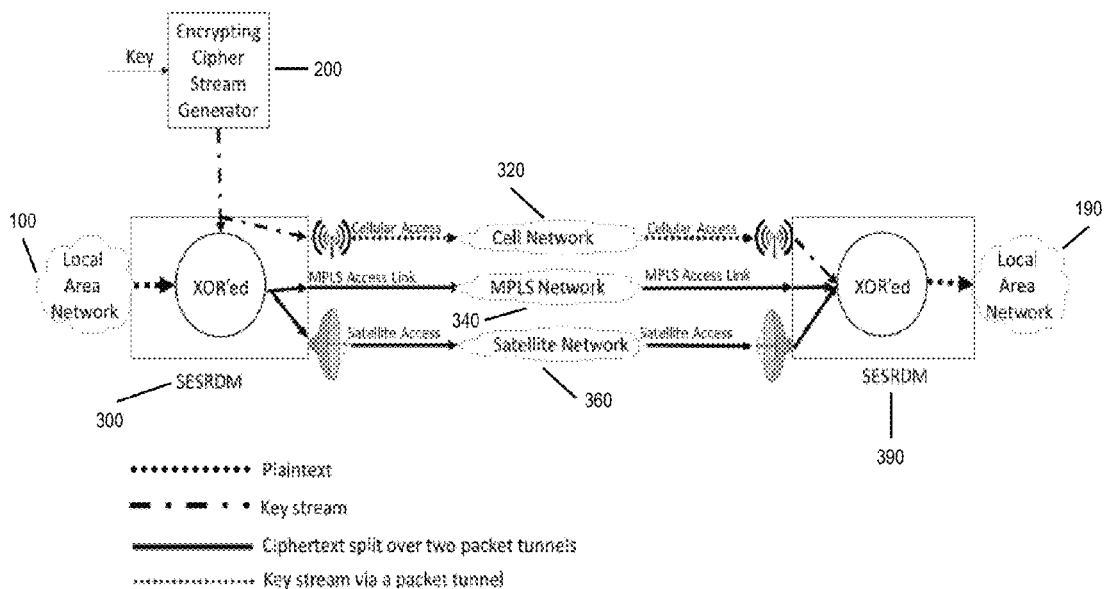 Encrypting
Cipher
Stream
Generator
Key
200
320
100
190
Cellular Access
Cell Network
Cellular Access
Local
Area
Network
XOR'ed
MPLS Access Link
MPLS Network
MPLS Access Link
XOR'ed
Local
Area
Network
340
Satellite Access
Satellite Network
Satellite Access
SESRDM
360
SESRDM
300
390
Plaintext
Key stream
Ciphertext split over two packet tunnels
Key stream via a packet tunnel